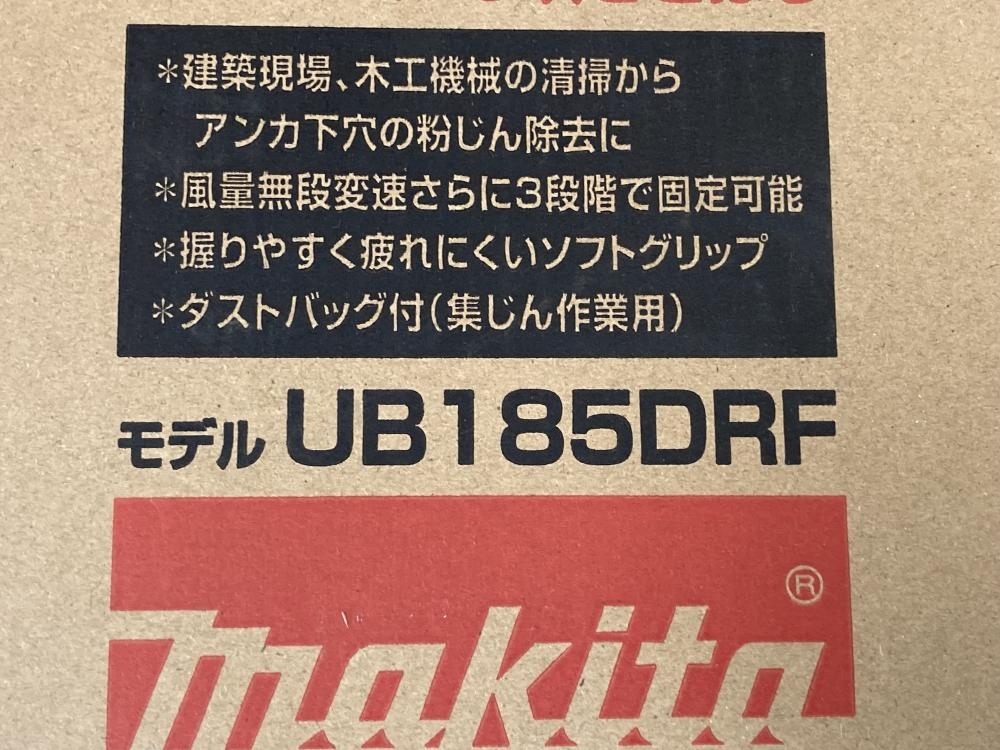 *建築現場、木工機械の清掃から
アンカ下穴の粉じん除去に
*風量無段変速さらに3段階で固定可能
*握りやすく疲れにくいソフトグリップ
*ダストバッグ付(集じん作業用)
モデル UB185DRF
makita®